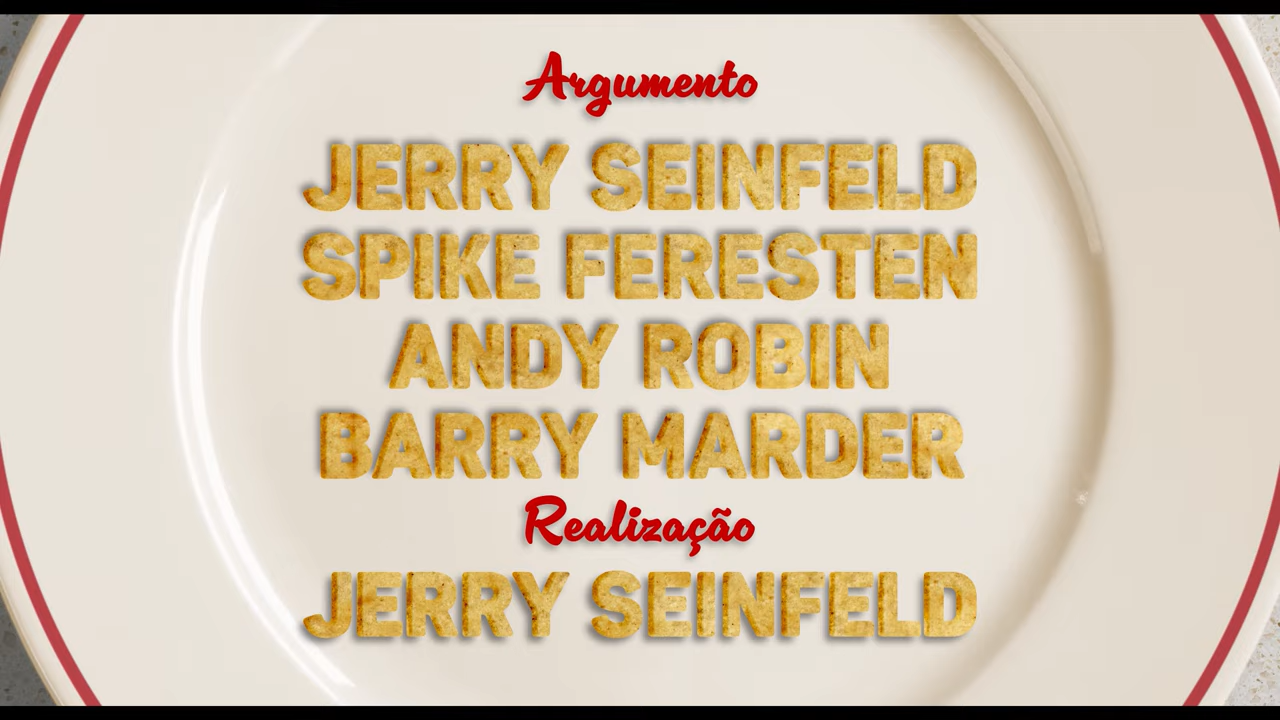 Argumento
JERRY SEINFELD
SPIKE FERESTEN
ANDY ROBIN
BARRY MARDER
Realização
JERRY SEINFELD